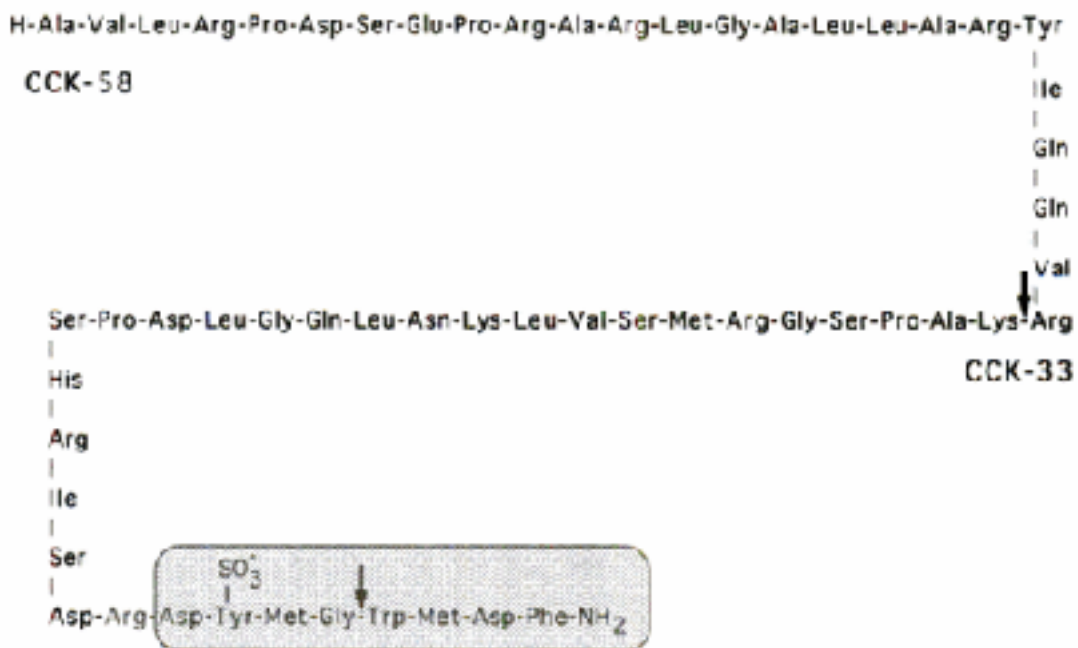 H-Ala-Val-Leu-Arg-Pro-Asp-Ser-Glu-Pro-Arg-Ala-Arg-Leu-Gly-Ala-Leu-Leu-Ala-Arg-Tyr
CCK-58
Ile
Gln
Gln
Val
Ser-Pro-Asp-Leu-Gly-Gln-Leu-Asn-Lys-Leu-Val-Ser-Met-Arg-Gly-Ser-Pro-Ala-Lys-Arg
CCK-33
His
Arg
Ile
Ser
SO3-
Asp-Arg-Asp-Tyr-Met-Gly-Trp-Met-Asp-Phe-NH2